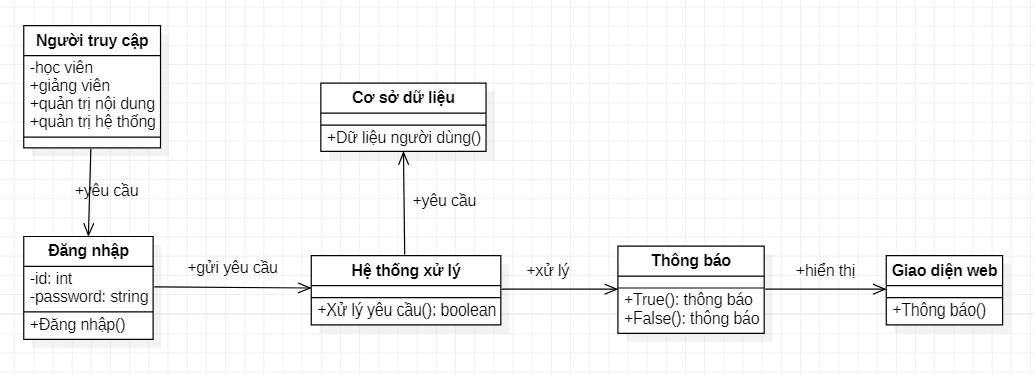 Người truy cập
-học viên
+giảng viên
+quản trị nội dung
+quản trị hệ thống
+yêu cầu
Cơ sở dữ liệu
+Dữ liệu người dùng()
+yêu cầu
Đăng nhập
-id: int
-password: string
+Đăng nhập()
+gửi yêu cầu
Hệ thống xử lý
+Xử lý yêu cầu(): boolean
+xử lý
Thông báo
+True(): thông báo
+False(): thông báo
+hiển thị
Giao diện web
+Thông báo()